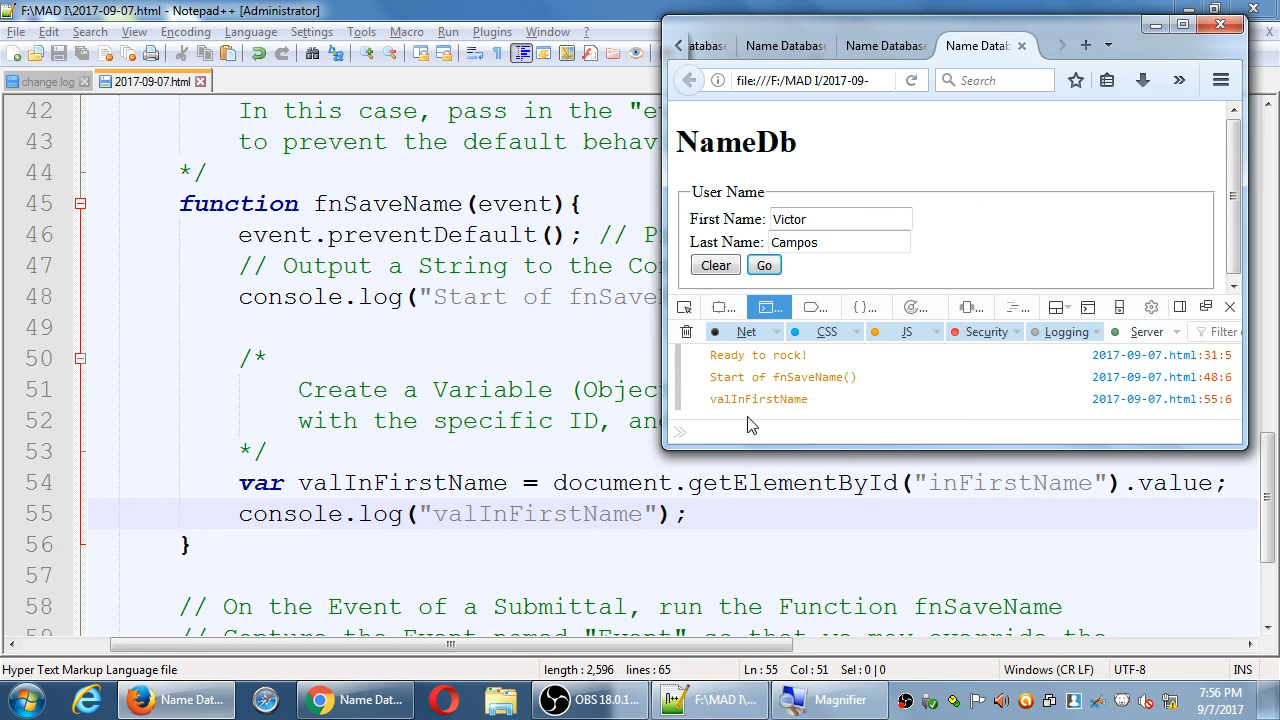 F:\MAD I\2017-09-07.html - Notepad++ [Administrator]
File Edit Search View Encoding Language Settings Tools Macro Run Plugins Window ?
X
change.log
2017-09-07.html
42 In this case, pass in the "e
43 to prevent the default behav
44 */
45 function fnSaveName(event){
46 event.preventDefault(); // P
47 // Output a String to the Co
48 console.log("Start of fnSave
49
50 /*
51 Create a Variable (Objec
52 with the specific ID, an
53 */
54 var valInFirstName = document.getElementById("inFirstName").value;
55 console.log("valInFirstName");
56 }
57
58 // On the Event of a Submittal, run the Function fnSaveName
atabase
Name Database
Name Database
Name Datab
file:///F:/MAD I/2017-09-
Search
NameDb
User Name
First Name: Victor
Last Name: Campos
Clear Go
Net CSS JS Security Logging Server Filter
Ready to rock! 2017-09-07.html:31:5
Start of fnSaveName() 2017-09-07.html:48:6
valInFirstName 2017-09-07.html:55:6
Hyper Text Markup Language file length : 2,596 lines : 65 Ln : 55 Col : 51 Sel : 0 | 0 Windows (CR LF) UTF-8 INS
Name Dat...
Name Dat...
OBS 18.0.1...
F:\MAD I\...
Magnifier
7:56 PM
9/7/2017